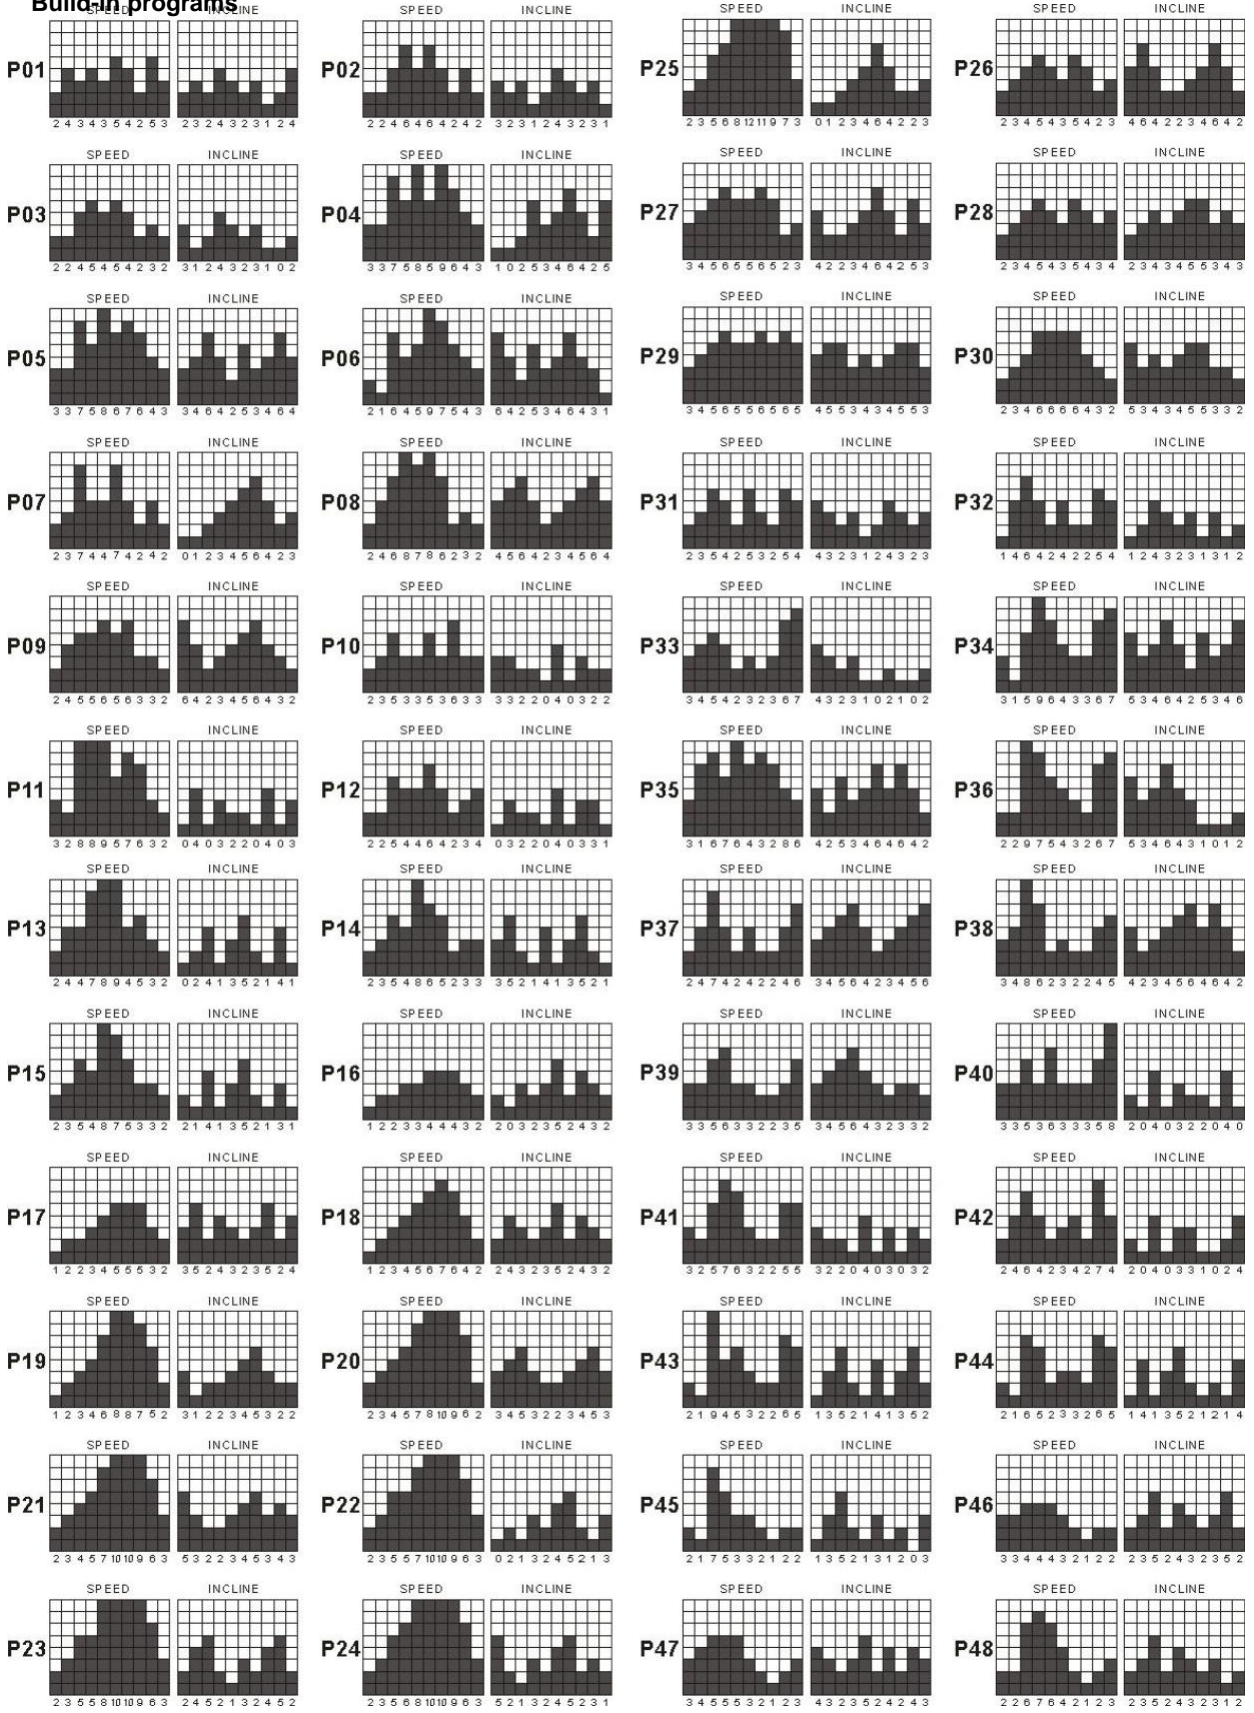 Build-in programs
SPEED INCLINE SPEED INCLINE SPEED INCLINE SPEED INCLINE
P01 P02 P25 P26
2 4 3 4 3 5 4 2 5 3 2 3 2 4 3 2 3 1 2 4 2 2 4 6 4 6 4 2 4 2 3 2 3 1 2 4 3 2 3 1 2 3 5 6 8 12 11 9 7 3 0 1 2 3 4 6 4 2 2 3 2 3 4 5 4 3 5 4 2 3 4 6 4 2 2 3 4 6 4 2
SPEED INCLINE SPEED INCLINE SPEED INCLINE SPEED INCLINE
P03 P04 P27 P28
2 2 4 5 4 5 4 2 3 2 3 1 2 4 3 2 3 1 0 2 3 3 7 5 8 5 9 6 4 3 1 0 2 5 3 4 6 4 2 5 3 4 5 6 5 5 6 5 2 3 4 2 2 3 4 6 4 2 5 3 2 3 4 5 4 3 5 4 3 4 2 3 4 3 4 5 5 3 4 3
SPEED INCLINE SPEED INCLINE SPEED INCLINE SPEED INCLINE
P05 P06 P29 P30
3 3 7 5 8 6 7 6 4 3 3 4 6 4 2 5 3 4 6 4 2 1 6 4 5 9 7 5 4 3 6 4 2 5 3 4 6 4 3 1 3 4 5 6 5 5 6 5 6 5 4 5 5 3 4 3 4 5 5 3 2 3 4 6 6 6 6 4 3 2 5 3 4 3 4 5 5 3 3 2
SPEED INCLINE SPEED INCLINE SPEED INCLINE SPEED INCLINE
P07 P08 P31 P32
2 3 7 4 4 7 4 2 4 2 0 1 2 3 4 5 6 4 2 3 2 4 6 8 7 8 6 2 3 2 4 5 6 4 2 3 4 5 6 4 2 3 5 4 2 5 3 2 5 4 4 3 2 3 1 2 4 3 2 3 1 4 6 4 2 4 2 2 5 4 1 2 4 3 2 3 1 3 1 2
SPEED INCLINE SPEED INCLINE SPEED INCLINE SPEED INCLINE
P09 P10 P33 P34
2 4 5 5 6 5 6 3 3 2 6 4 2 3 4 5 6 4 3 2 2 3 5 3 3 5 3 6 3 3 3 3 2 2 0 4 0 3 2 2 3 4 5 4 2 3 2 3 6 7 4 3 2 3 1 0 2 1 0 2 3 1 5 9 6 4 3 3 6 7 5 3 4 6 4 2 5 3 4 6
SPEED INCLINE SPEED INCLINE SPEED INCLINE SPEED INCLINE
P11 P12 P35 P36
3 2 8 8 9 5 7 6 3 2 0 4 0 3 2 2 0 4 0 3 2 2 5 4 4 6 4 2 3 4 0 3 2 2 0 4 0 3 3 1 3 1 6 7 6 4 3 2 8 6 4 2 5 3 4 6 4 6 4 2 2 2 9 7 5 4 3 2 6 7 5 3 4 6 4 3 1 0 1 2
SPEED INCLINE SPEED INCLINE SPEED INCLINE SPEED INCLINE
P13 P14 P37 P38
2 4 4 7 8 9 4 5 3 2 0 2 4 1 3 5 2 1 4 1 2 3 5 4 8 6 5 2 3 3 3 5 2 1 4 1 3 5 2 1 2 4 7 4 2 4 2 2 4 6 3 4 5 6 4 2 3 4 5 6 3 4 8 6 2 3 2 2 4 5 4 2 3 4 5 6 4 6 4 2
SPEED INCLINE SPEED INCLINE SPEED INCLINE SPEED INCLINE
P15 P16 P39 P40
2 3 5 4 8 7 5 3 3 2 2 1 4 1 3 5 2 1 3 1 1 2 2 3 3 4 4 4 3 2 2 0 3 2 3 5 2 4 3 2 3 3 5 6 3 3 2 2 3 5 3 4 5 6 4 3 2 3 3 2 3 3 5 3 6 3 3 3 5 8 2 0 4 0 3 2 2 0 4 0
SPEED INCLINE SPEED INCLINE SPEED INCLINE SPEED INCLINE
P17 P18 P41 P42
1 2 2 3 4 5 5 5 3 2 3 5 2 4 3 2 3 5 2 4 1 2 3 4 5 6 7 6 4 2 2 4 3 2 3 5 2 4 3 2 3 2 5 7 6 3 2 2 5 5 3 2 2 0 4 0 3 0 3 2 2 4 6 4 2 3 4 2 7 4 2 0 4 0 3 3 1 0 2 4
SPEED INCLINE SPEED INCLINE SPEED INCLINE SPEED INCLINE
P19 P20 P43 P44
1 2 3 4 6 8 8 7 5 2 3 1 2 2 3 4 5 3 2 2 2 3 4 5 7 8 10 9 6 2 3 4 5 3 2 2 3 4 5 3 2 1 9 4 5 3 2 2 6 5 1 3 5 2 1 4 1 3 5 2 2 1 6 5 2 3 3 2 6 5 1 4 1 3 5 2 1 2 1 4
SPEED INCLINE SPEED INCLINE SPEED INCLINE SPEED INCLINE
P21 P22 P45 P46
2 3 4 5 7 10 10 9 6 3 5 3 2 2 3 4 5 3 4 3 2 3 5 5 7 10 10 9 6 3 0 2 1 3 2 4 5 2 1 3 2 1 7 5 3 3 2 1 2 2 1 3 5 2 1 3 1 2 0 3 3 3 4 4 4 3 2 1 2 2 2 3 5 2 4 3 2 3 5 2
SPEED INCLINE SPEED INCLINE SPEED INCLINE SPEED INCLINE
P23 P24 P47 P48
2 3 5 5 8 10 10 9 6 3 2 4 5 2 1 3 2 4 5 2 2 3 5 6 8 10 10 9 6 3 5 2 1 3 2 4 5 2 3 1 3 4 5 5 5 3 2 1 2 3 4 3 2 3 5 2 4 2 4 3 2 2 6 7 6 4 2 1 2 3 2 3 5 2 4 3 2 3 1 2